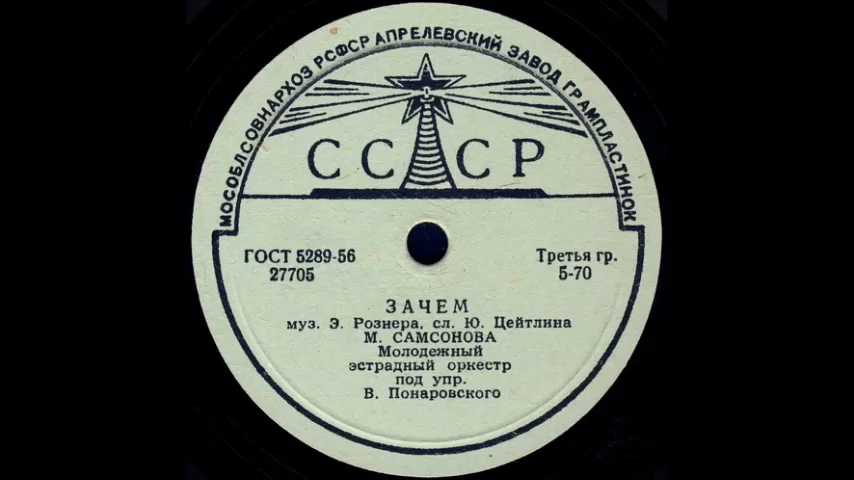 МОСОБЛСОВНАРХОЗ РСФСР АПРЕЛЕВСКИЙ ЗАВОД ГРАМПЛАСТИНОК
СССР
ГОСТ 5289-56
27705
Третья гр.
5-70
ЗАЧЕМ
муз. Э. Рознера, сл. Ю. Цейтлина
М. САМСОНОВА
Молодежный
эстрадный оркестр
под упр.
В. Понаровского